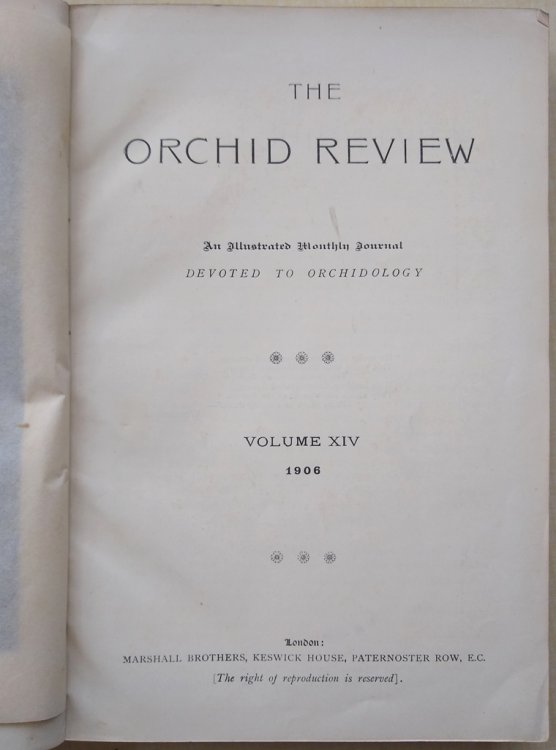 THE
ORCHID REVIEW
An Illustrated Monthly Journal
DEVOTED TO ORCHIDOLOGY
VOLUME XIV
1906
London:
MARSHALL BROTHERS, KESWICK HOUSE, PATERNOSTER ROW, E.C.
[The right of reproduction is reserved].